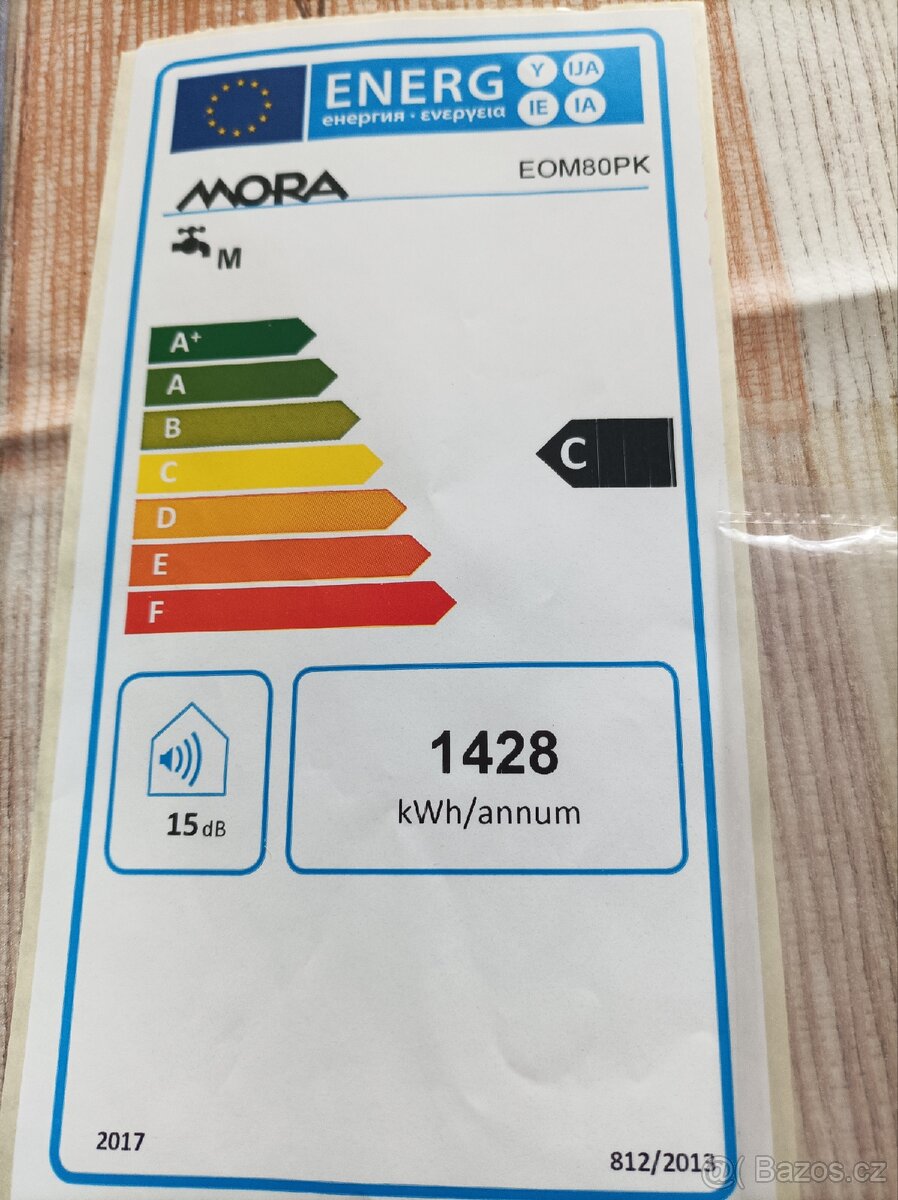 ENERG Y IJA
енергия · ενεργεια IE IA
MORA EOM80PK
M
A+
A
B
C C
D
E
F
1428
kWh/annum
15 dB
2017
812/2013
@( Bazos.cz